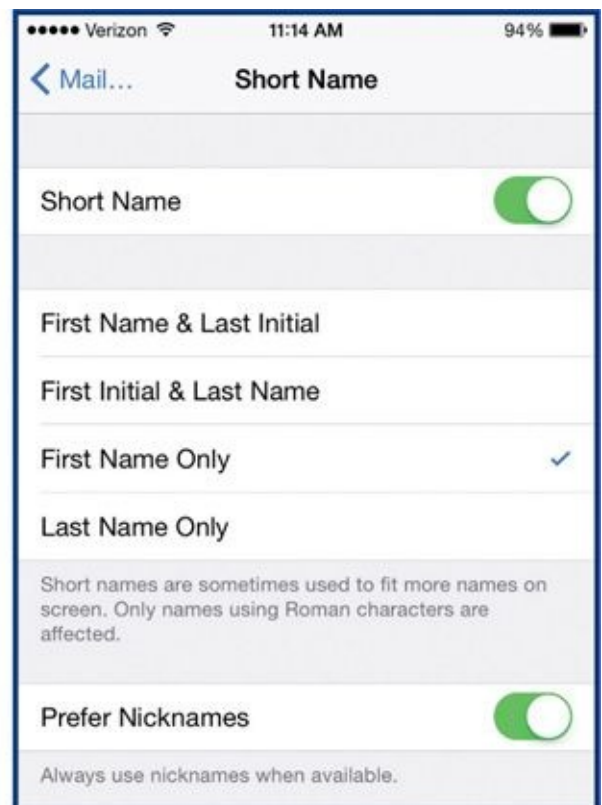 Verizon 11:14 AM 94%
Mail... Short Name
Short Name
First Name & Last Initial
First Initial & Last Name
First Name Only
Last Name Only
Short names are sometimes used to fit more names on
screen. Only names using Roman characters are
affected.
Prefer Nicknames
Always use nicknames when available.